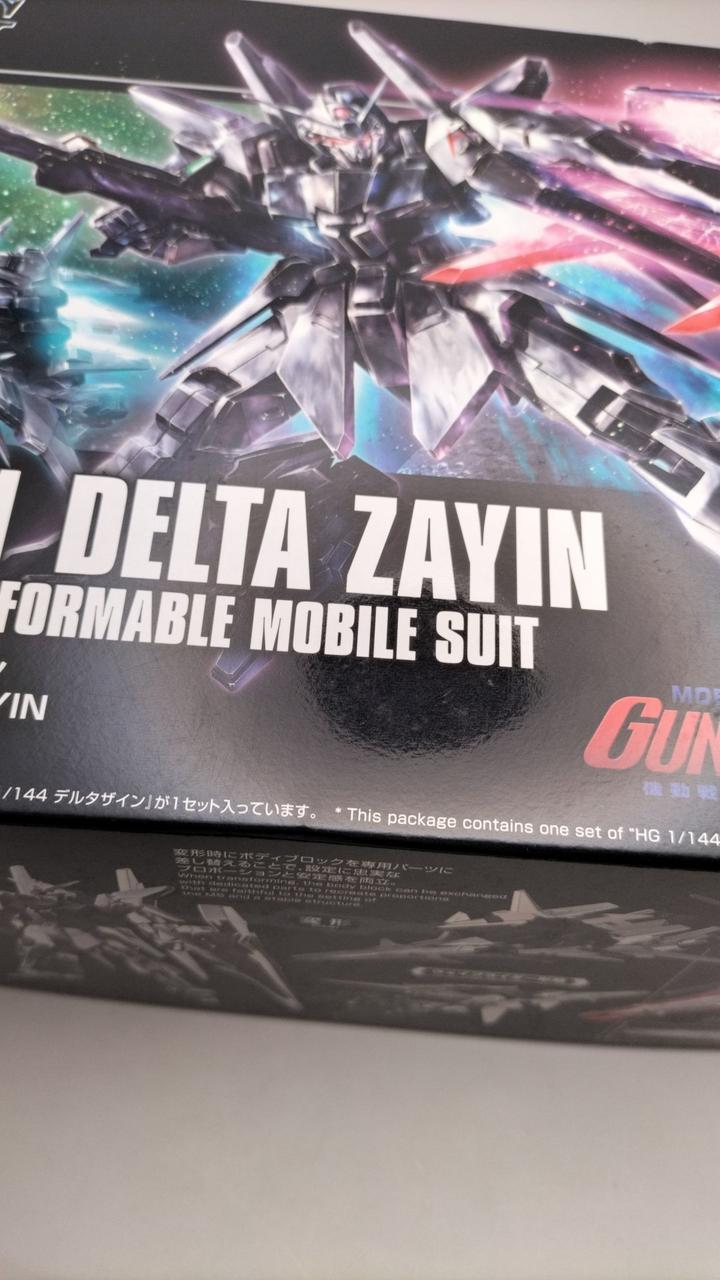 DELTA ZAYIN
FORMABLE MOBILE SUIT
YIN
GUN
機動戦
1/144 デルタザイン』が1セット入っています。 * This package contains one set of "HG 1/144
変形時にボディブロックを専用パーツに
差し替えることで、設定に忠実な
プロポーションと安定感を両立。
When transforming, the body block can be exchanged
with dedicated parts to recreate proportions
that are faithful to the setting of
the MS and a stable structure.
変形